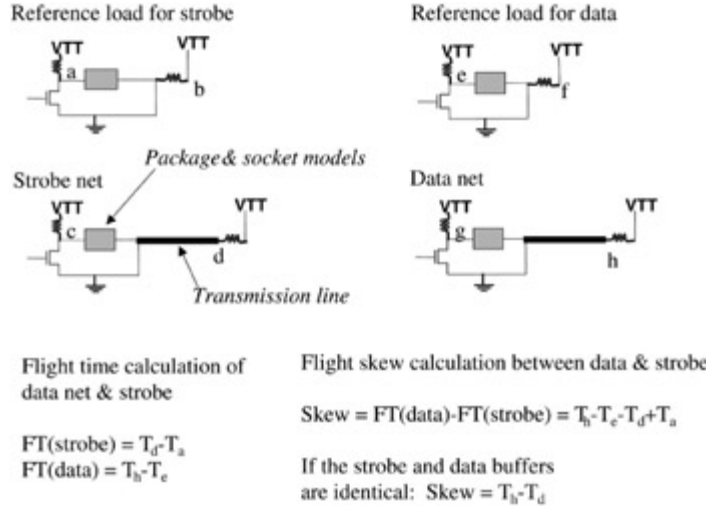 Reference load for strobe
Reference load for data
VTT
VTT
a
b
VTT
VTT
e
f
Package & socket models
Strobe net
Data net
VTT
VTT
c
d
VTT
VTT
g
h
Transmission line
Flight time calculation of
data net & strobe
FT(strobe) = Td-Ta
FT(data) = Th-Te
Flight skew calculation between data & strobe
Skew = FT(data)-FT(strobe) = Th-Te-Td+Ta
If the strobe and data buffers
are identical: Skew = Th-Td